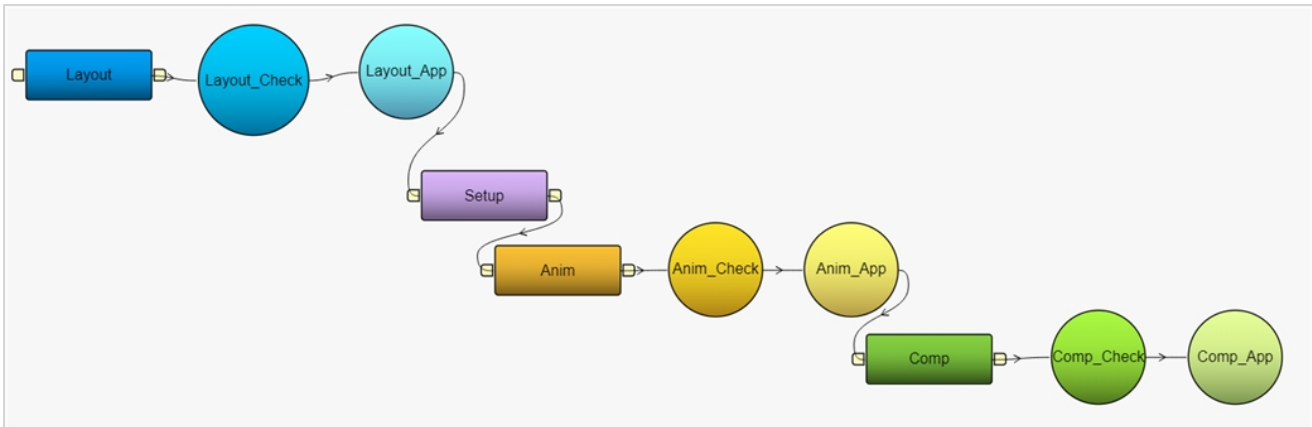 Layout
Layout_Check
Layout_App
Setup
Anim
Anim_Check
Anim_App
Comp
Comp_Check
Comp_App